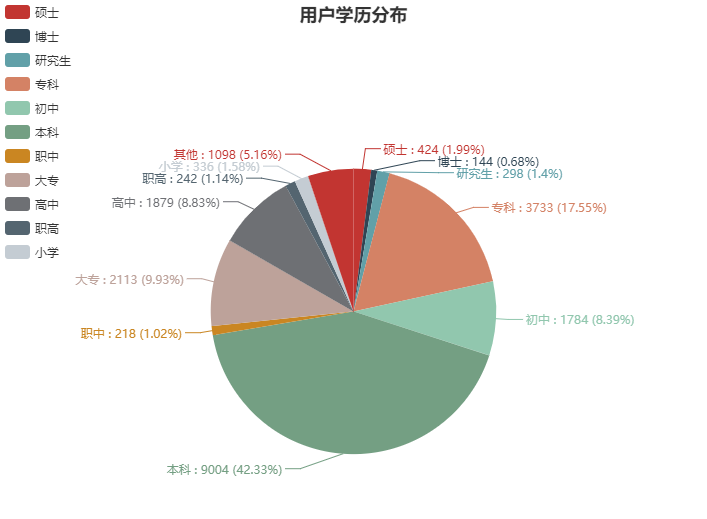 用户学历分布
硕士
博士
研究生
专科
初中
本科
职中
大专
高中
职高
小学
其他 : 1098 (5.16%)
硕士 : 424 (1.99%)
博士 : 144 (0.68%)
小学 : 336 (1.58%)
研究生 : 298 (1.4%)
职高 : 242 (1.14%)
高中 : 1879 (8.83%)
专科 : 3733 (17.55%)
大专 : 2113 (9.93%)
初中 : 1784 (8.39%)
职中 : 218 (1.02%)
本科 : 9004 (42.33%)